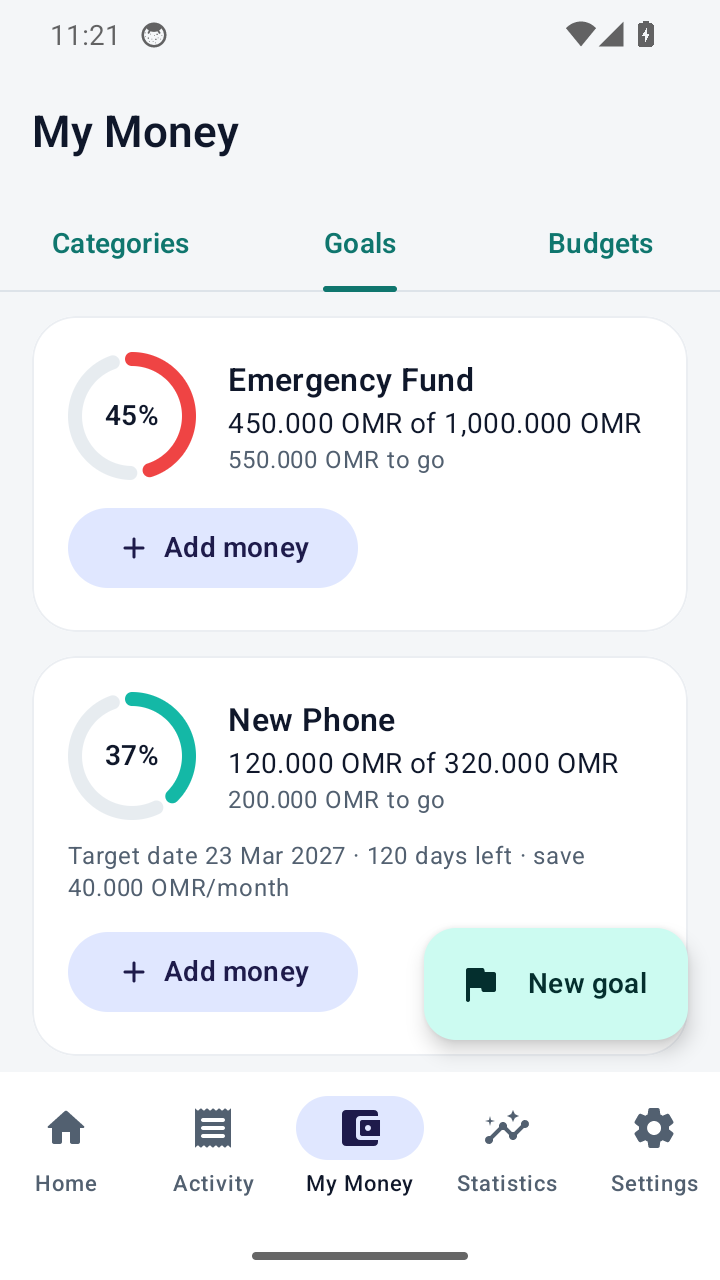 11:21
My Money
Categories
Goals
Budgets
45%
Emergency Fund
450.000 OMR of 1,000.000 OMR
550.000 OMR to go
+ Add money
37%
New Phone
120.000 OMR of 320.000 OMR
200.000 OMR to go
Target date 23 Mar 2027 · 120 days left · save
40.000 OMR/month
+ Add money
New goal
Home
Activity
My Money
Statistics
Settings